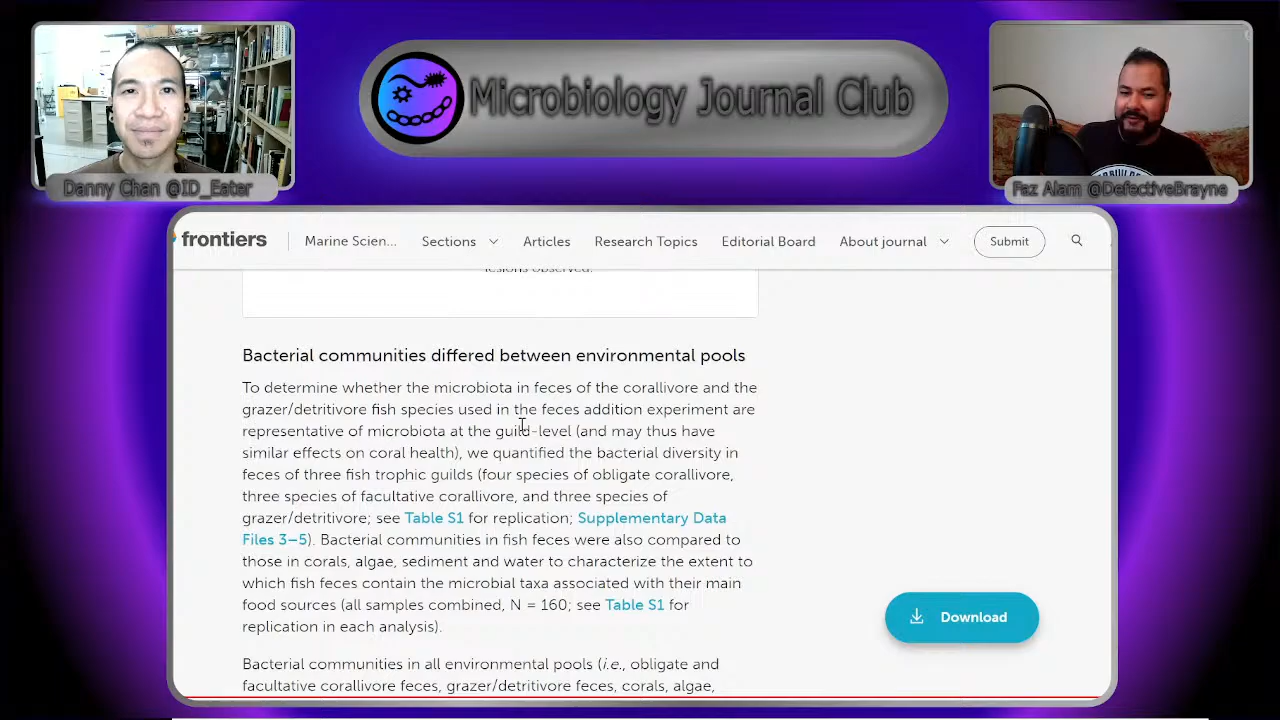 Microbiology Journal Club
Danny Chan @ID_Eater
Faz Alam @DefectiveBrayne
frontiers
Marine Scien...
Sections
Articles
Research Topics
Editorial Board
About journal
Submit
lesions observed.
Bacterial communities differed between environmental pools
To determine whether the microbiota in feces of the corallivore and the
grazer/detritivore fish species used in the feces addition experiment are
representative of microbiota at the guild-level (and may thus have
similar effects on coral health), we quantified the bacterial diversity in
feces of three fish trophic guilds (four species of obligate corallivore,
three species of facultative corallivore, and three species of
grazer/detritivore; see Table S1 for replication; Supplementary Data
Files 3–5). Bacterial communities in fish feces were also compared to
those in corals, algae, sediment and water to characterize the extent to
which fish feces contain the microbial taxa associated with their main
food sources (all samples combined, N = 160; see Table S1 for
replication in each analysis).
Download
Bacterial communities in all environmental pools (i.e., obligate and
facultative corallivore feces, grazer/detritivore feces, corals, algae,